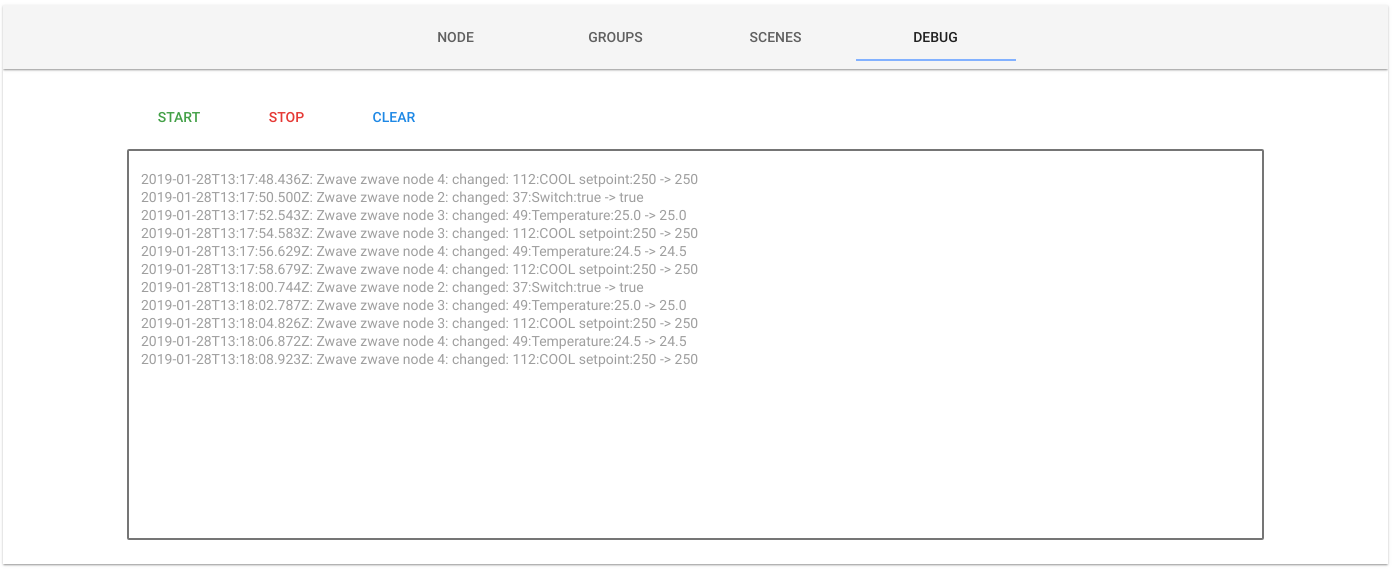 NODE GROUPS SCENES DEBUG
START STOP CLEAR
2019-01-28T13:17:48.436Z: Zwave zwave node 4: changed: 112:COOL setpoint:250 -> 250
2019-01-28T13:17:50.500Z: Zwave zwave node 2: changed: 37:Switch:true -> true
2019-01-28T13:17:52.543Z: Zwave zwave node 3: changed: 49:Temperature:25.0 -> 25.0
2019-01-28T13:17:54.583Z: Zwave zwave node 3: changed: 112:COOL setpoint:250 -> 250
2019-01-28T13:17:56.629Z: Zwave zwave node 4: changed: 49:Temperature:24.5 -> 24.5
2019-01-28T13:17:58.679Z: Zwave zwave node 4: changed: 112:COOL setpoint:250 -> 250
2019-01-28T13:18:00.744Z: Zwave zwave node 2: changed: 37:Switch:true -> true
2019-01-28T13:18:02.787Z: Zwave zwave node 3: changed: 49:Temperature:25.0 -> 25.0
2019-01-28T13:18:04.826Z: Zwave zwave node 3: changed: 112:COOL setpoint:250 -> 250
2019-01-28T13:18:06.872Z: Zwave zwave node 4: changed: 49:Temperature:24.5 -> 24.5
2019-01-28T13:18:08.923Z: Zwave zwave node 4: changed: 112:COOL setpoint:250 -> 250